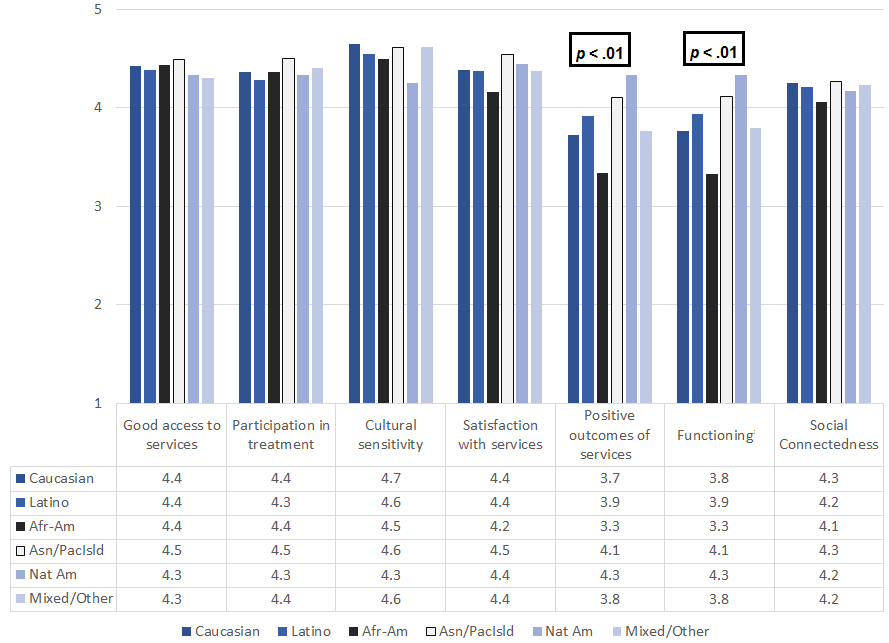 5
p < .01
p < .01
4
3
2
1
Good access to
services
Participation in
treatment
Cultural
sensitivity
Satisfaction
with services
Positive
outcomes of
services
Functioning
Social
Connectedness
Caucasian 4.4 4.4 4.7 4.4 3.7 3.8 4.3
Latino 4.4 4.3 4.6 4.4 3.9 3.9 4.2
Afr-Am 4.4 4.4 4.5 4.2 3.3 3.3 4.1
Asn/PacIsld 4.5 4.5 4.6 4.5 4.1 4.1 4.3
Nat Am 4.3 4.3 4.3 4.4 4.3 4.3 4.2
Mixed/Other 4.3 4.4 4.6 4.4 3.8 3.8 4.2
Caucasian Latino Afr-Am Asn/PacIsld Nat Am Mixed/Other